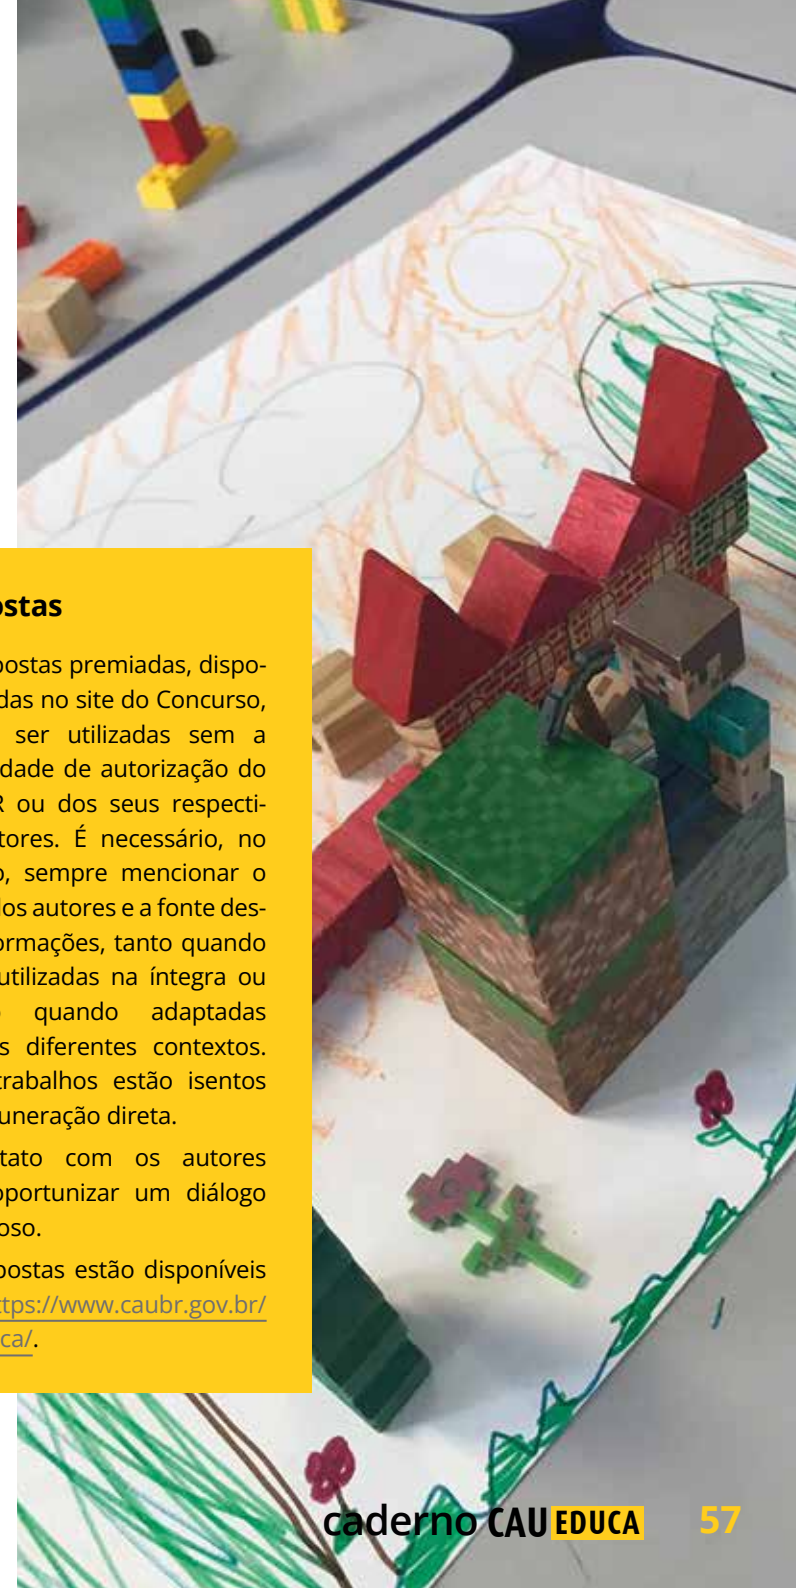 ostas
postas premiadas, dispo-
das no site do Concurso,
ser utilizadas sem a
dade de autorização do
R ou dos seus respecti-
tores. É necessário, no
o, sempre mencionar o
dos autores e a fonte des-
ormações, tanto quando
utilizadas na íntegra ou
o quando adaptadas
s diferentes contextos.
trabalhos estão isentos
uneração direta.
tato com os autores
oportunizar um diálogo
oso.
postas estão disponíveis
ttps://www.caubr.gov.br/
ca/.
caderno CAU EDUCA 57